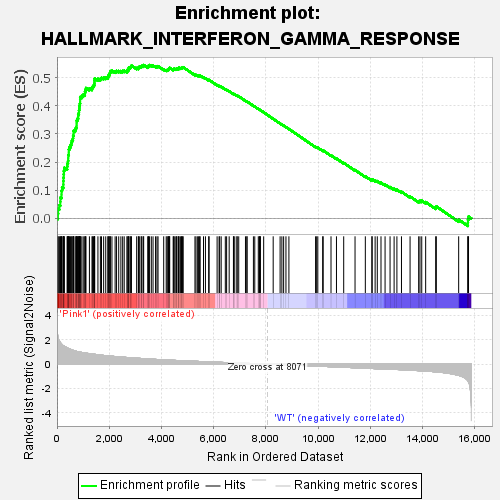 Enrichment plot:
HALLMARK_INTERFERON_GAMMA_RESPONSE
Enrichment score (ES)
0.5
0.4
0.3
0.2
0.1
0.0
'Pink1' (positively correlated)
Ranked list metric (Signal2Noise)
4
2
0
-2
-4
Zero cross at 8071
'WT' (negatively correlated)
0 2,000 4,000 6,000 8,000 10,000 12,000 14,000 16,000
Rank in Ordered Dataset
Enrichment profile Hits Ranking metric scores